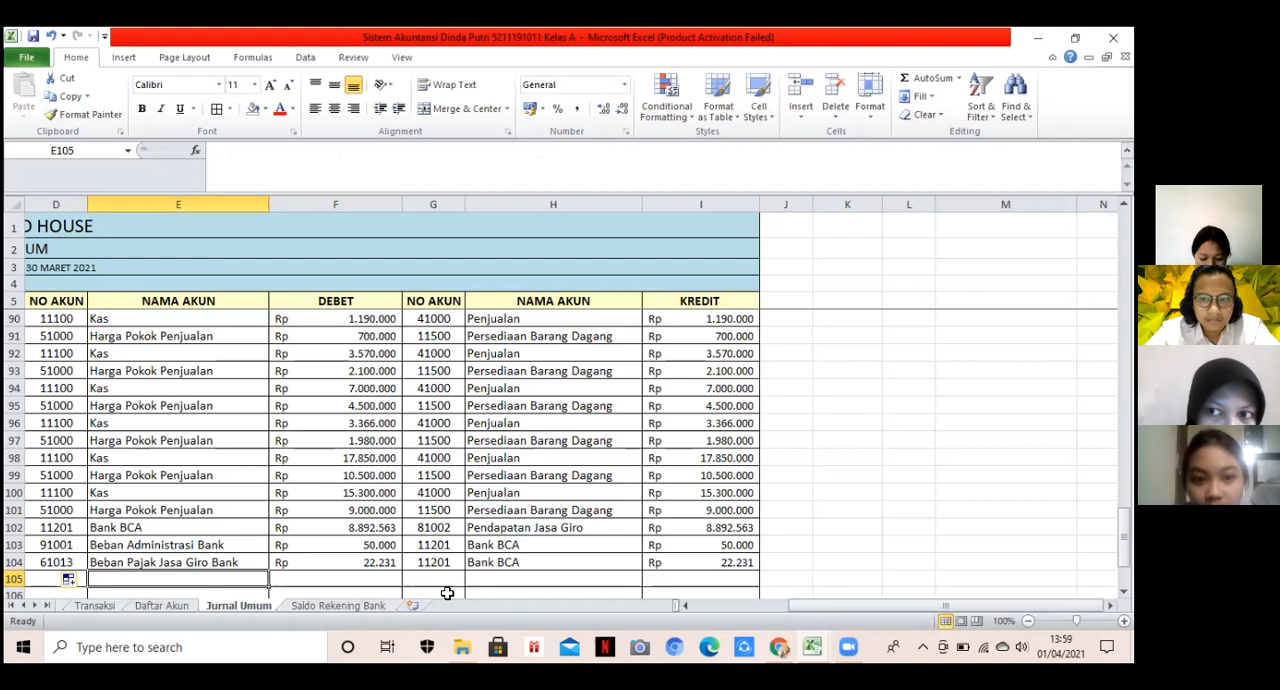 Sistem Akuntansi Dinda Putri 5211191011 Kelas A - Microsoft Excel (Product Activation Failed)
File Home Insert Page Layout Formulas Data Review View
Cut
Copy
Format Painter
Paste
Clipboard
Calibri 11
B I U
Font
Wrap Text
Merge & Center
Alignment
General
% ,
Number
Conditional Formatting
Format as Table
Cell Styles
Styles
Insert Delete Format
Cells
AutoSum
Fill
Clear
Sort & Filter
Find & Select
Editing
E105 fx
D E F G H I J K L M N
1 D HOUSE
2 UM
3 30 MARET 2021
4
5 NO AKUN NAMA AKUN DEBET NO AKUN NAMA AKUN KREDIT
90 11100 Kas Rp 1.190.000 41000 Penjualan Rp 1.190.000
91 51000 Harga Pokok Penjualan Rp 700.000 11500 Persediaan Barang Dagang Rp 700.000
92 11100 Kas Rp 3.570.000 41000 Penjualan Rp 3.570.000
93 51000 Harga Pokok Penjualan Rp 2.100.000 11500 Persediaan Barang Dagang Rp 2.100.000
94 11100 Kas Rp 7.000.000 41000 Penjualan Rp 7.000.000
95 51000 Harga Pokok Penjualan Rp 4.500.000 11500 Persediaan Barang Dagang Rp 4.500.000
96 11100 Kas Rp 3.366.000 41000 Penjualan Rp 3.366.000
97 51000 Harga Pokok Penjualan Rp 1.980.000 11500 Persediaan Barang Dagang Rp 1.980.000
98 11100 Kas Rp 17.850.000 41000 Penjualan Rp 17.850.000
99 51000 Harga Pokok Penjualan Rp 10.500.000 11500 Persediaan Barang Dagang Rp 10.500.000
100 11100 Kas Rp 15.300.000 41000 Penjualan Rp 15.300.000
101 51000 Harga Pokok Penjualan Rp 9.000.000 11500 Persediaan Barang Dagang Rp 9.000.000
102 11201 Bank BCA Rp 8.892.563 81002 Pendapatan Jasa Giro Rp 8.892.563
103 91001 Beban Administrasi Bank Rp 50.000 11201 Bank BCA Rp 50.000
104 61013 Beban Pajak Jasa Giro Bank Rp 22.231 11201 Bank BCA Rp 22.231
105
106
Transaksi Daftar Akun Jurnal Umum Saldo Rekening Bank
Ready 100%
Type here to search
13:59
01/04/2021